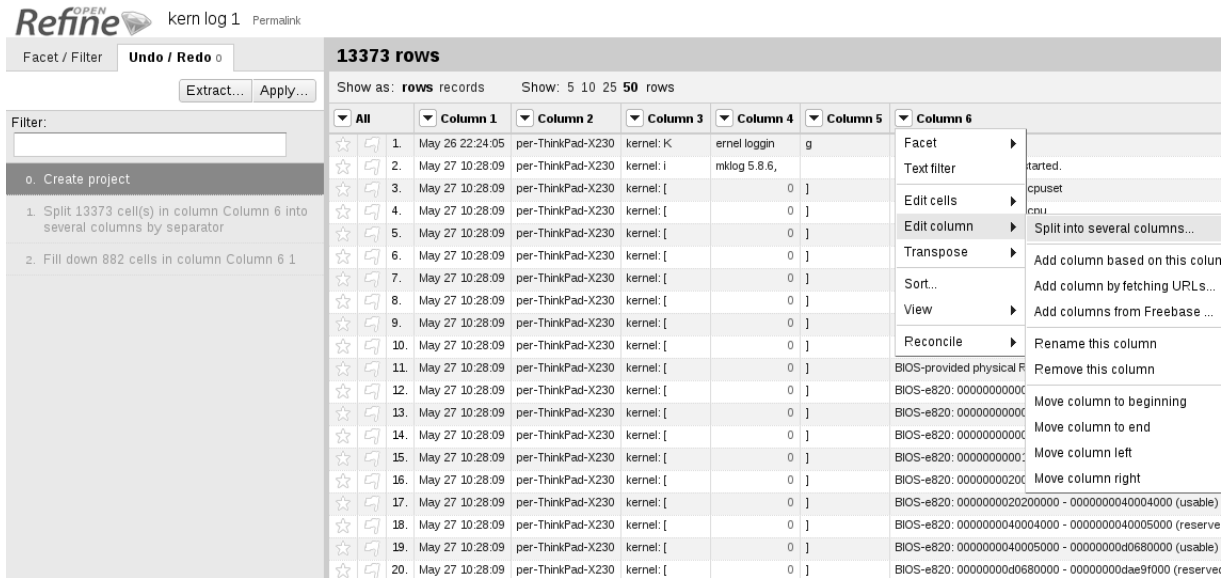 OPEN
Refine kern log 1 Permalink
Facet / Filter Undo / Redo 0
Extract... Apply...
Filter:
0. Create project
1. Split 13373 cell(s) in column Column 6 into
several columns by separator
2. Fill down 882 cells in column Column 6 1
13373 rows
Show as: rows records Show: 5 10 25 50 rows
All Column 1 Column 2 Column 3 Column 4 Column 5 Column 6
1. May 26 22:24:05 per-ThinkPad-X230 kernel: K ernel loggin g
2. May 27 10:28:09 per-ThinkPad-X230 kernel: i mklog 5.8.6, tarted.
3. May 27 10:28:09 per-ThinkPad-X230 kernel: [ 0 ] cpuset
4. May 27 10:28:09 per-ThinkPad-X230 kernel: [ 0 ] cpu
5. May 27 10:28:09 per-ThinkPad-X230 kernel: [ 0 ]
6. May 27 10:28:09 per-ThinkPad-X230 kernel: [ 0 ]
7. May 27 10:28:09 per-ThinkPad-X230 kernel: [ 0 ]
8. May 27 10:28:09 per-ThinkPad-X230 kernel: [ 0 ]
9. May 27 10:28:09 per-ThinkPad-X230 kernel: [ 0 ]
10. May 27 10:28:09 per-ThinkPad-X230 kernel: [ 0 ]
11. May 27 10:28:09 per-ThinkPad-X230 kernel: [ 0 ] BIOS-provided physical R
12. May 27 10:28:09 per-ThinkPad-X230 kernel: [ 0 ] BIOS-e820: 00000000000
13. May 27 10:28:09 per-ThinkPad-X230 kernel: [ 0 ] BIOS-e820: 00000000000
14. May 27 10:28:09 per-ThinkPad-X230 kernel: [ 0 ] BIOS-e820: 00000000000
15. May 27 10:28:09 per-ThinkPad-X230 kernel: [ 0 ] BIOS-e820: 0000000001
16. May 27 10:28:09 per-ThinkPad-X230 kernel: [ 0 ] BIOS-e820: 00000000200
17. May 27 10:28:09 per-ThinkPad-X230 kernel: [ 0 ] BIOS-e820: 0000000020200000 - 0000000040004000 (usable)
18. May 27 10:28:09 per-ThinkPad-X230 kernel: [ 0 ] BIOS-e820: 0000000040004000 - 0000000040005000 (reserve
19. May 27 10:28:09 per-ThinkPad-X230 kernel: [ 0 ] BIOS-e820: 0000000040005000 - 00000000d0680000 (usable)
20. May 27 10:28:09 per-ThinkPad-X230 kernel: [ 0 ] BIOS-e820: 00000000d0680000 - 00000000dae9f000 (reserved
Facet
Text filter
Edit cells
Edit column
Transpose
Sort...
View
Reconcile
Split into several columns...
Add column based on this colum
Add column by fetching URLs...
Add columns from Freebase ...
Rename this column
Remove this column
Move column to beginning
Move column to end
Move column left
Move column right